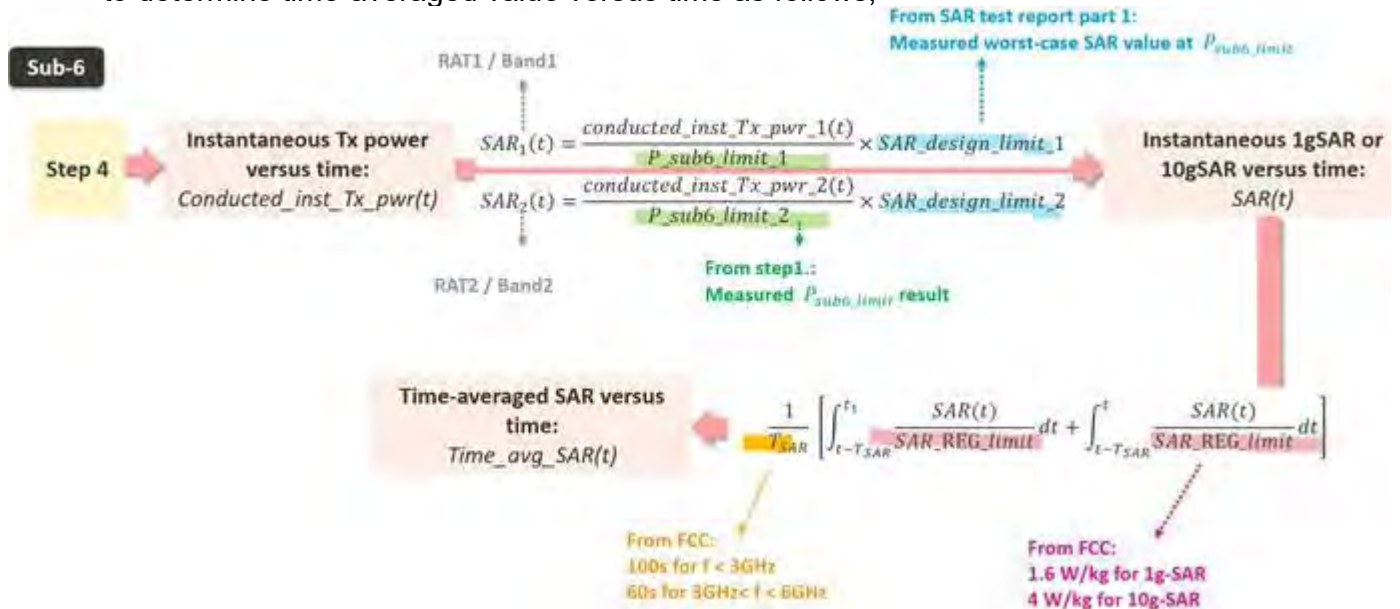 to determine time-averaged value versus time as follows,
From SAR test report part 1:
Measured worst-case SAR value at P_sub6_limit
Sub-6
RAT1 / Band1
Step 4
Instantaneous Tx power
versus time:
Conducted_inst_Tx_pwr(t)
SAR₁(t) = conducted_inst_Tx_pwr_1(t) / P_sub6_limit_1 × SAR_design_limit_1
SAR₂(t) = conducted_inst_Tx_pwr_2(t) / P_sub6_limit_2 × SAR_design_limit_2
Instantaneous 1gSAR or
10gSAR versus time:
SAR(t)
RAT2 / Band2
From step1.:
Measured P_sub6_limit result
Time-averaged SAR versus
time:
Time_avg_SAR(t)
1/T_SAR [∫_{t−T_SAR}^{t₁} SAR(t)/SAR_REG_limit dt + ∫_{t−T_SAR}^{t} SAR(t)/SAR_REG_limit dt]
From FCC:
100s for f < 3GHz
60s for 3GHz< f < 6GHz
From FCC:
1.6 W/kg for 1g-SAR
4 W/kg for 10g-SAR